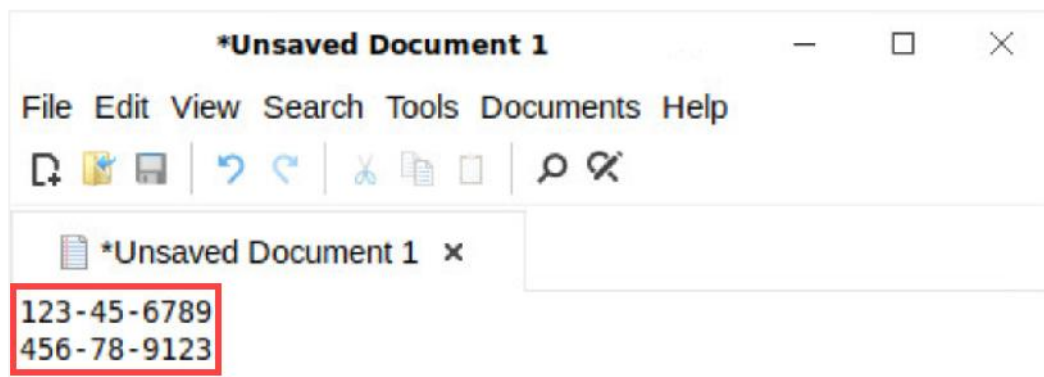 *Unsaved Document 1
File Edit View Search Tools Documents Help
*Unsaved Document 1
123-45-6789
456-78-9123